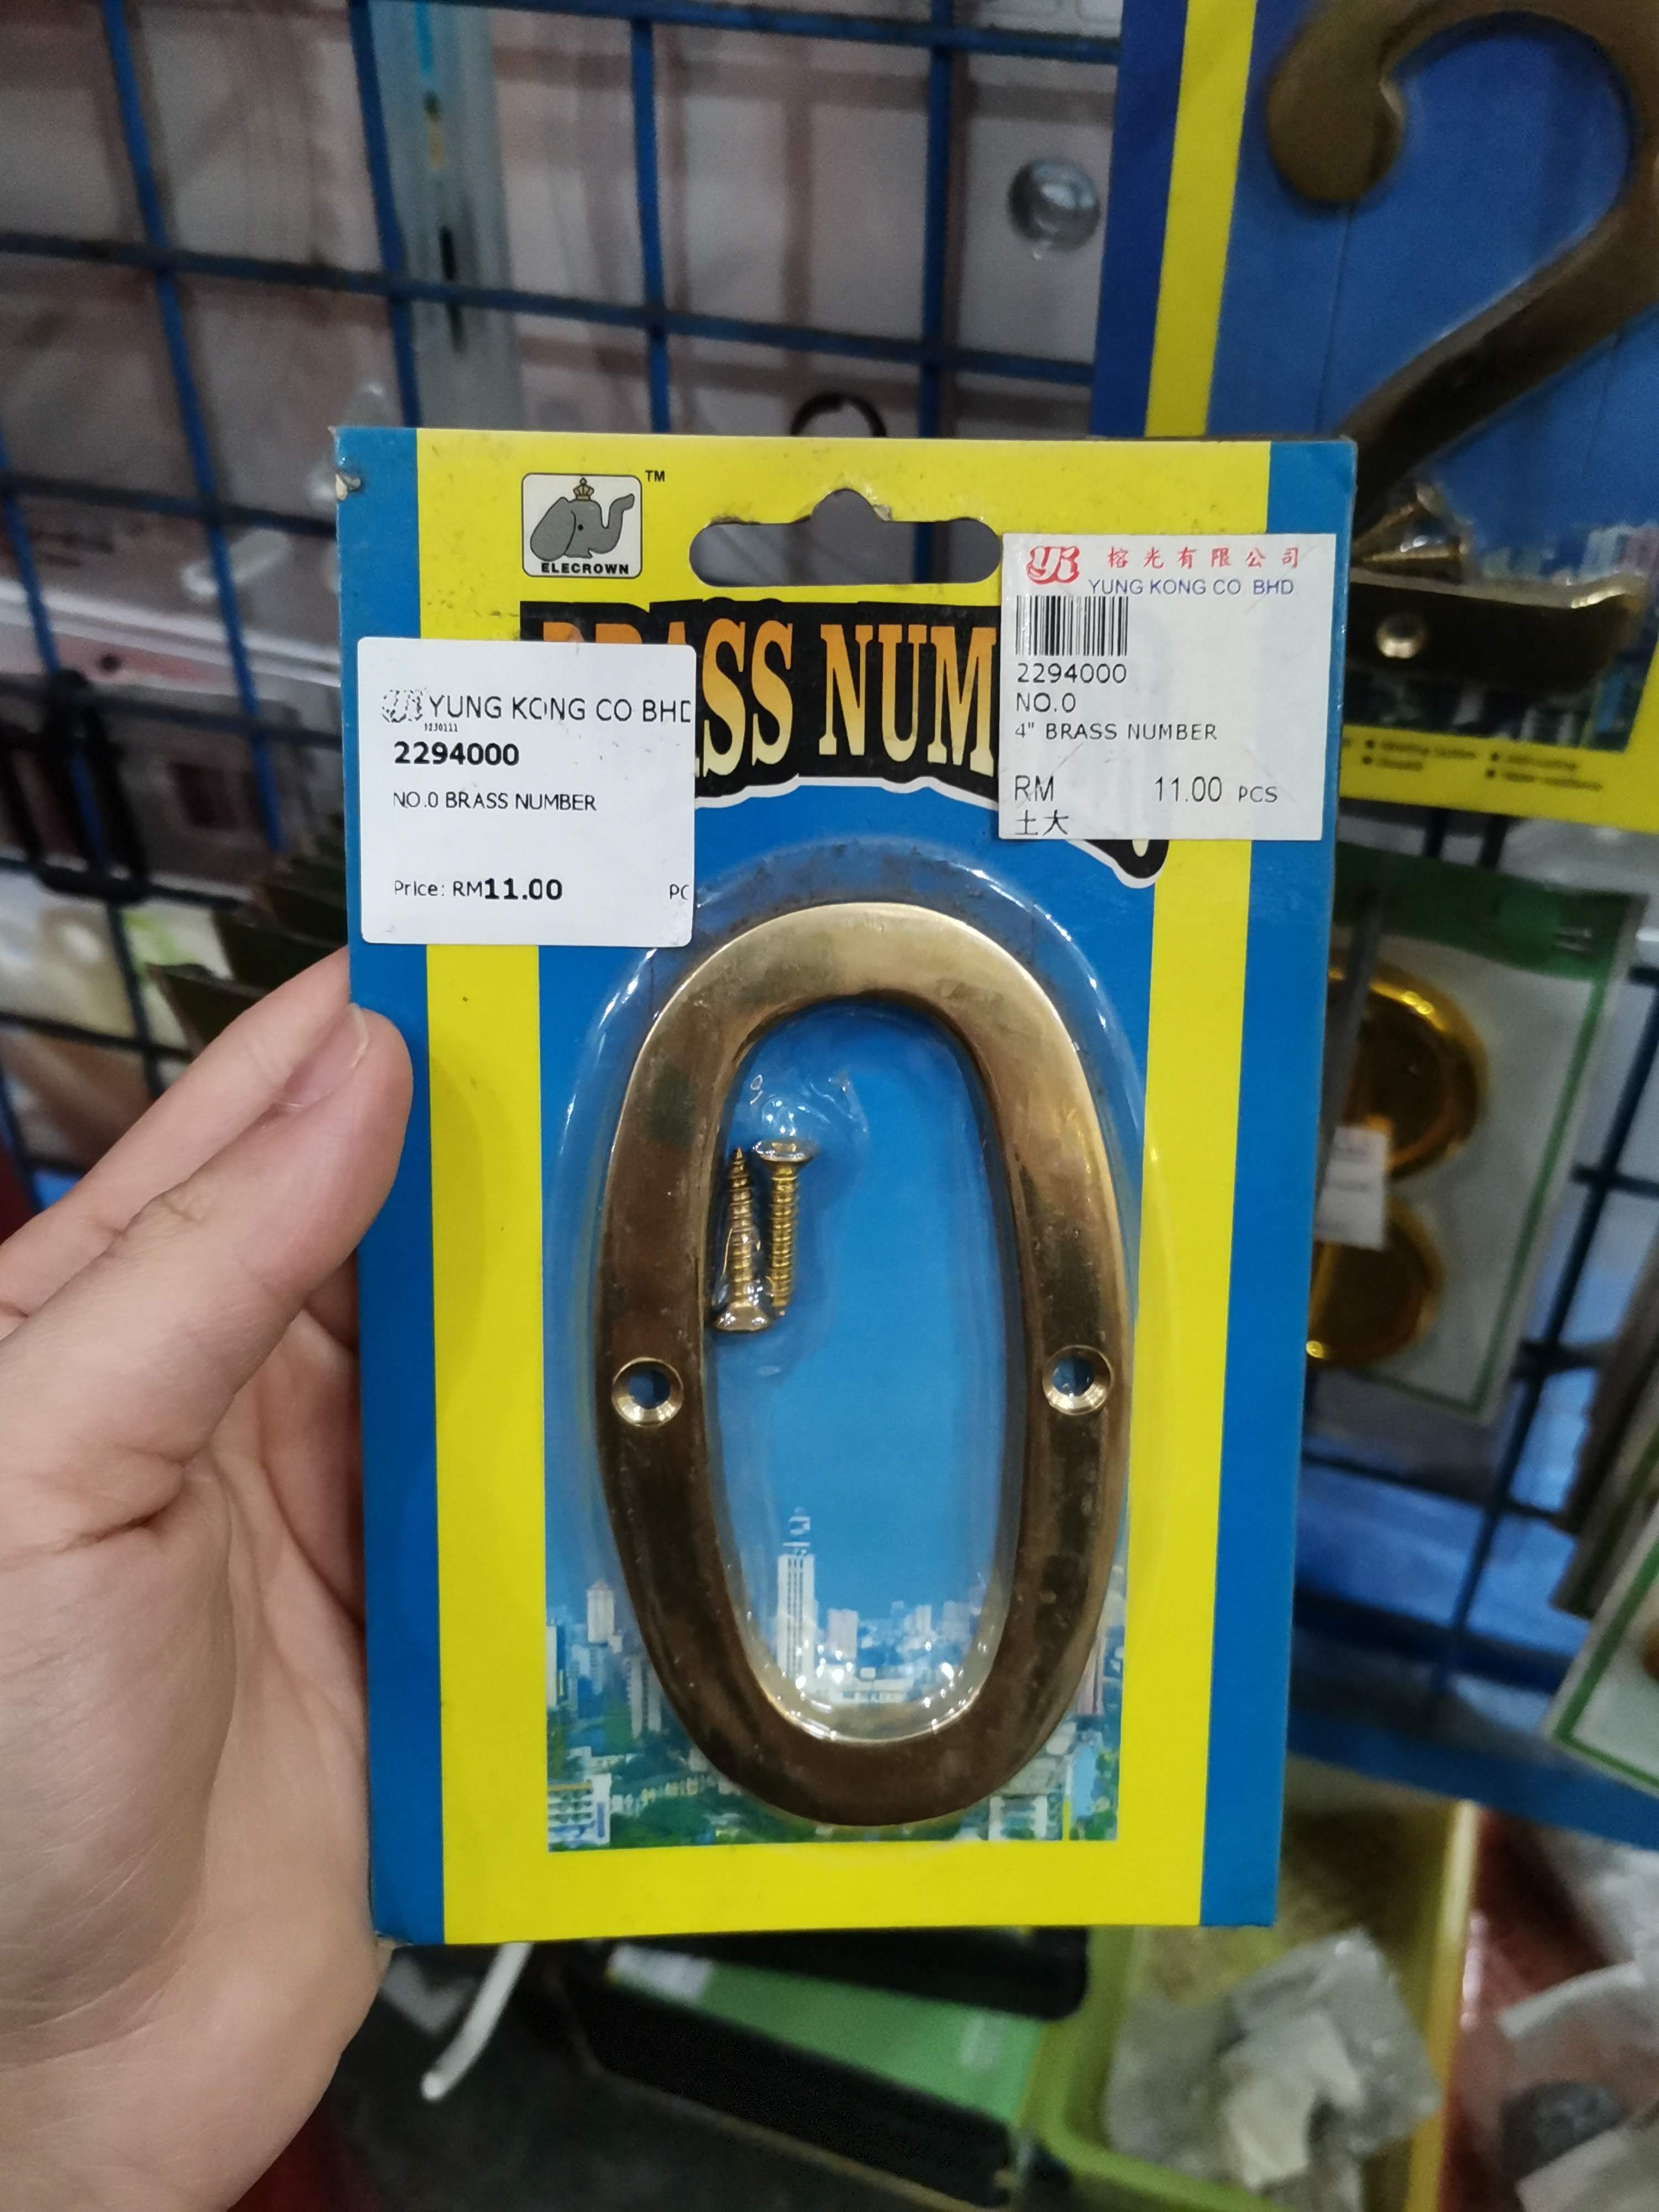 TM
ELECROWN
榕光有限公司
YUNG KONG CO BHD
2294000
NO.0
4" BRASS NUMBER
RM 11.00 PCS
土大
BRASS NUM
YUNG KONG CO BHD
1230111
2294000
NO.0 BRASS NUMBER
Price: RM11.00 PC